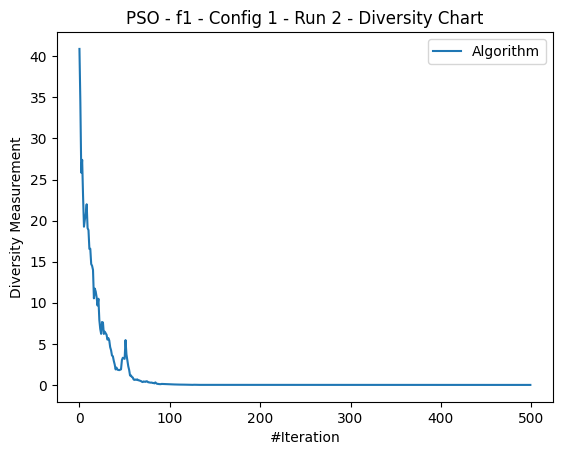 PSO - f1 - Config 1 - Run 2 - Diversity Chart
Algorithm
Diversity Measurement
40
35
30
25
20
15
10
5
0
0 100 200 300 400 500
#Iteration